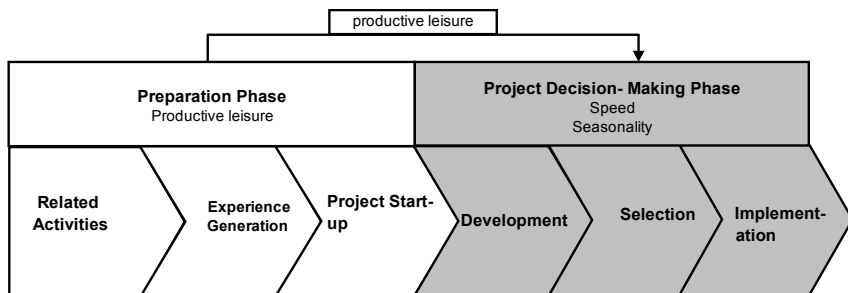 productive leisure
Preparation Phase
Productive leisure
Project Decision- Making Phase
Speed
Seasonality
Related
Activities
Experience
Generation
Project Start-
up
Development
Selection
Implement-
ation